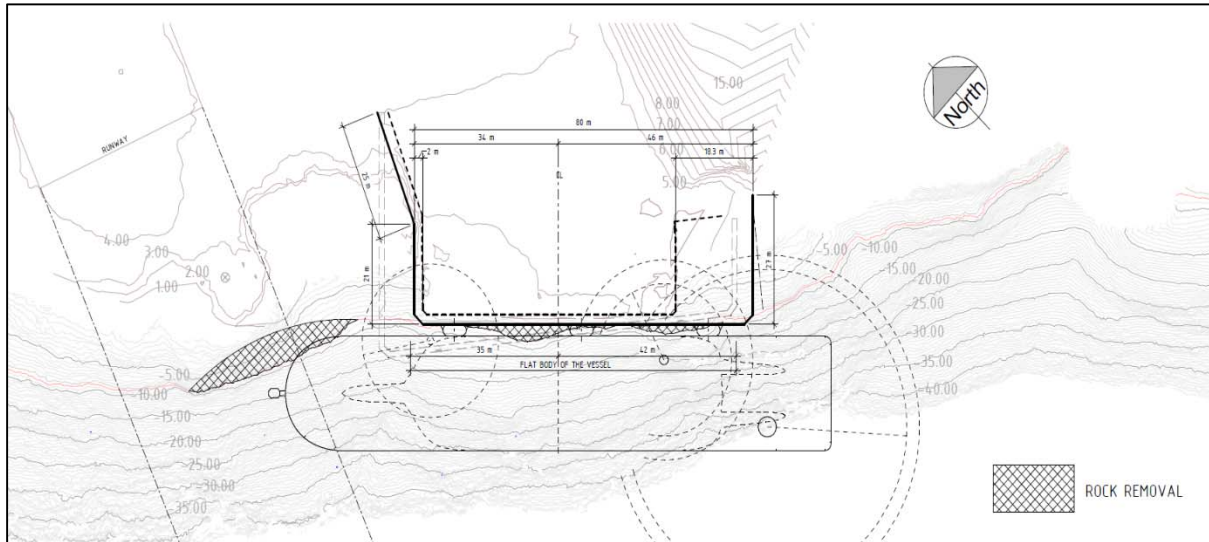 15.00
8.00
7.00
6.00
5.00
North
80 m
34 m
46 m
2 m
18.3 m
CL
RUNWAY
15 m
21 m
27 m
4.00
3.00
2.00
1.00
-5.00
-10.00
-15.00
-20.00
-25.00
-30.00
-35.00
-40.00
35 m
42 m
FLAT BODY OF THE VESSEL
-5.00
-10.00
-15.00
-20.00
-25.00
-30.00
-35.00
ROCK REMOVAL